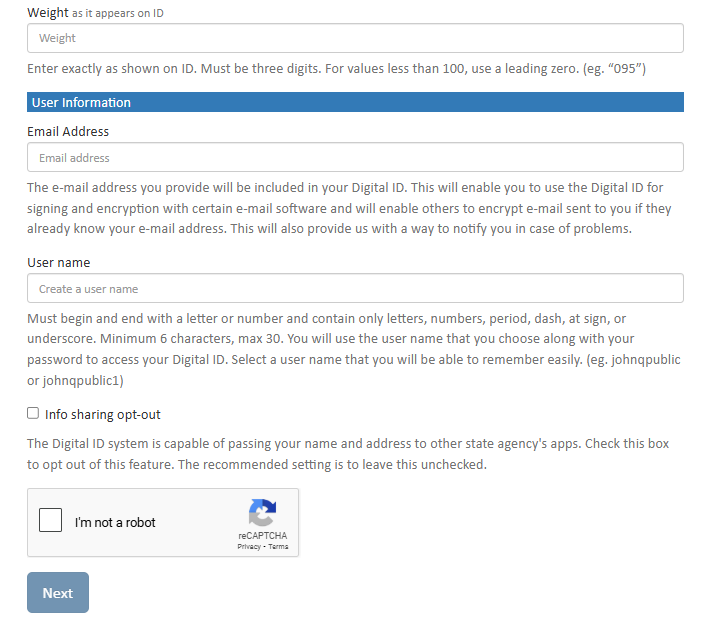 Weight as it appears on ID
Weight
Enter exactly as shown on ID. Must be three digits. For values less than 100, use a leading zero. (eg. “095”)
User Information
Email Address
Email address
The e-mail address you provide will be included in your Digital ID. This will enable you to use the Digital ID for
signing and encryption with certain e-mail software and will enable others to encrypt e-mail sent to you if they
already know your e-mail address. This will also provide us with a way to notify you in case of problems.
User name
Create a user name
Must begin and end with a letter or number and contain only letters, numbers, period, dash, at sign, or
underscore. Minimum 6 characters, max 30. You will use the user name that you choose along with your
password to access your Digital ID. Select a user name that you will be able to remember easily. (eg. johnqpublic
or johnqpublic1)
Info sharing opt-out
The Digital ID system is capable of passing your name and address to other state agency's apps. Check this box
to opt out of this feature. The recommended setting is to leave this unchecked.
I'm not a robot
reCAPTCHA
Privacy - Terms
Next